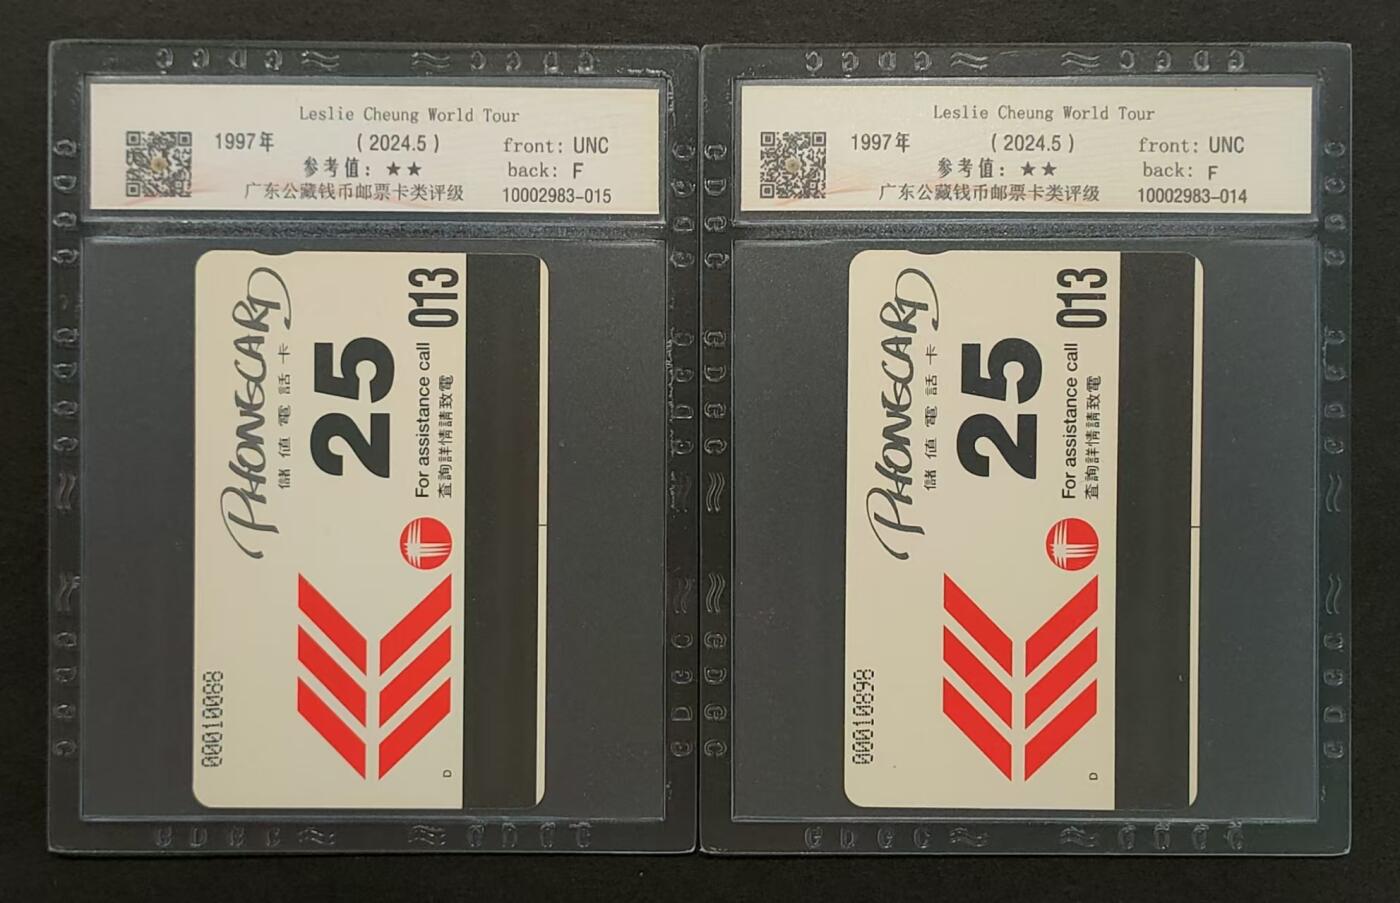 Leslie Cheung World Tour
1997年 (2024.5) front: UNC
参考值: ★★ back: F
广东公藏钱币邮票卡类评级 10002983-015
PHONECARD
儲值電話卡
25
013
For assistance call
查詢詳情請致電
00010088
D
Leslie Cheung World Tour
1997年 (2024.5) front: UNC
参考值: ★★ back: F
广东公藏钱币邮票卡类评级 10002983-014
PHONECARD
儲值電話卡
25
013
For assistance call
查詢詳情請致電
00010898
D